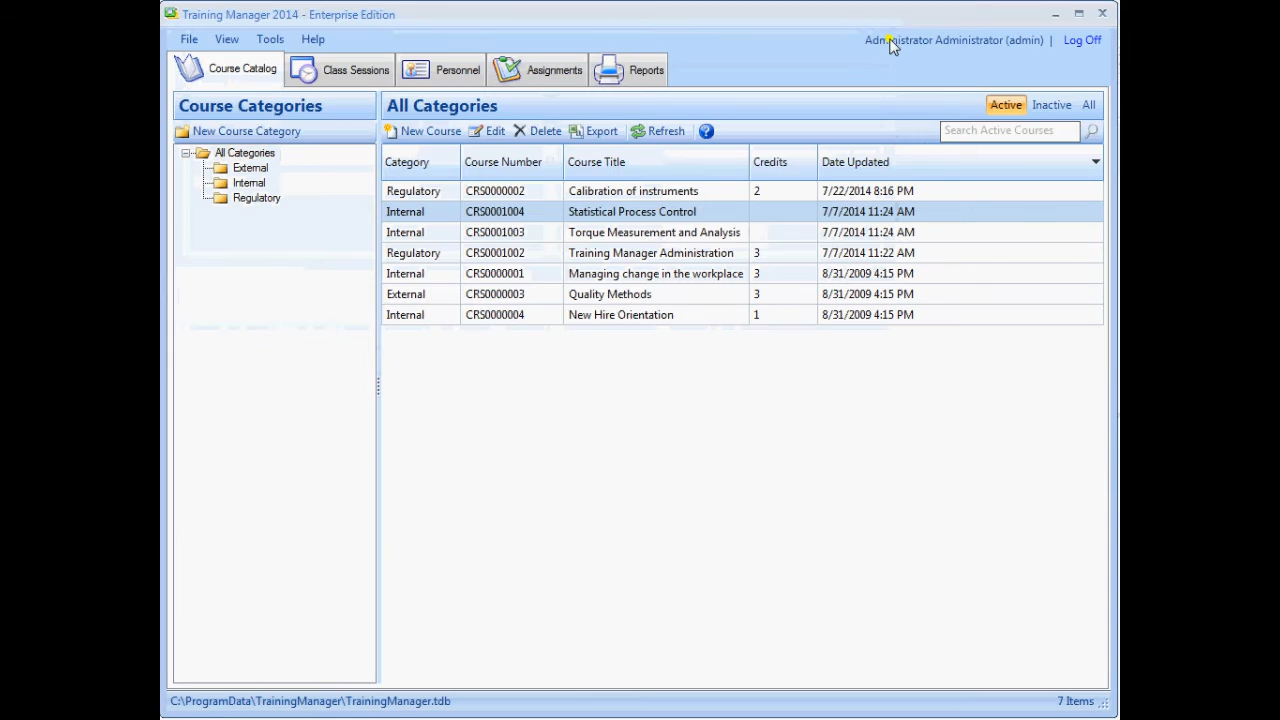 Training Manager 2014 - Enterprise Edition
File View Tools Help Administrator Administrator (admin) | Log Off
Course Catalog Class Sessions Personnel Assignments Reports
Course Categories
New Course Category
All Categories
External
Internal
Regulatory
All Categories Active Inactive All
New Course Edit Delete Export Refresh ? Search Active Courses
Category Course Number Course Title Credits Date Updated
Regulatory CRS0000002 Calibration of instruments 2 7/22/2014 8:16 PM
Internal CRS0001004 Statistical Process Control 7/7/2014 11:24 AM
Internal CRS0001003 Torque Measurement and Analysis 7/7/2014 11:24 AM
Regulatory CRS0001002 Training Manager Administration 3 7/7/2014 11:22 AM
Internal CRS0000001 Managing change in the workplace 3 8/31/2009 4:15 PM
External CRS0000003 Quality Methods 3 8/31/2009 4:15 PM
Internal CRS0000004 New Hire Orientation 1 8/31/2009 4:15 PM
C:\ProgramData\TrainingManager\TrainingManager.tdb 7 Items